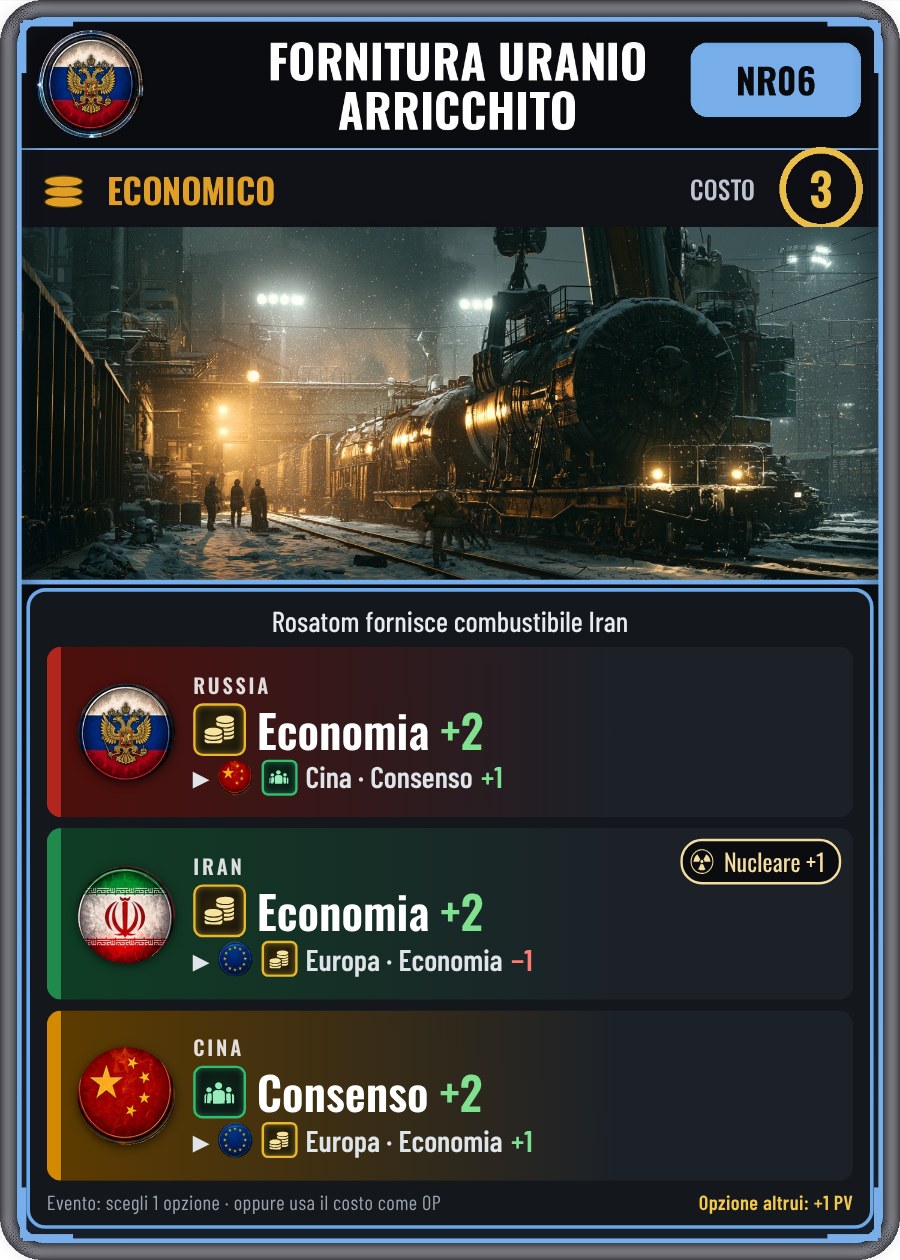 FORNITURA URANIO
ARRICCHITO
NR06
ECONOMICO
COSTO
3
Rosatom fornisce combustibile Iran
RUSSIA
Economia +2
▶ Cina · Consenso +1
IRAN
Nucleare +1
Economia +2
▶ Europa · Economia −1
CINA
Consenso +2
▶ Europa · Economia +1
Evento: scegli 1 opzione · oppure usa il costo come OP
Opzione altrui: +1 PV